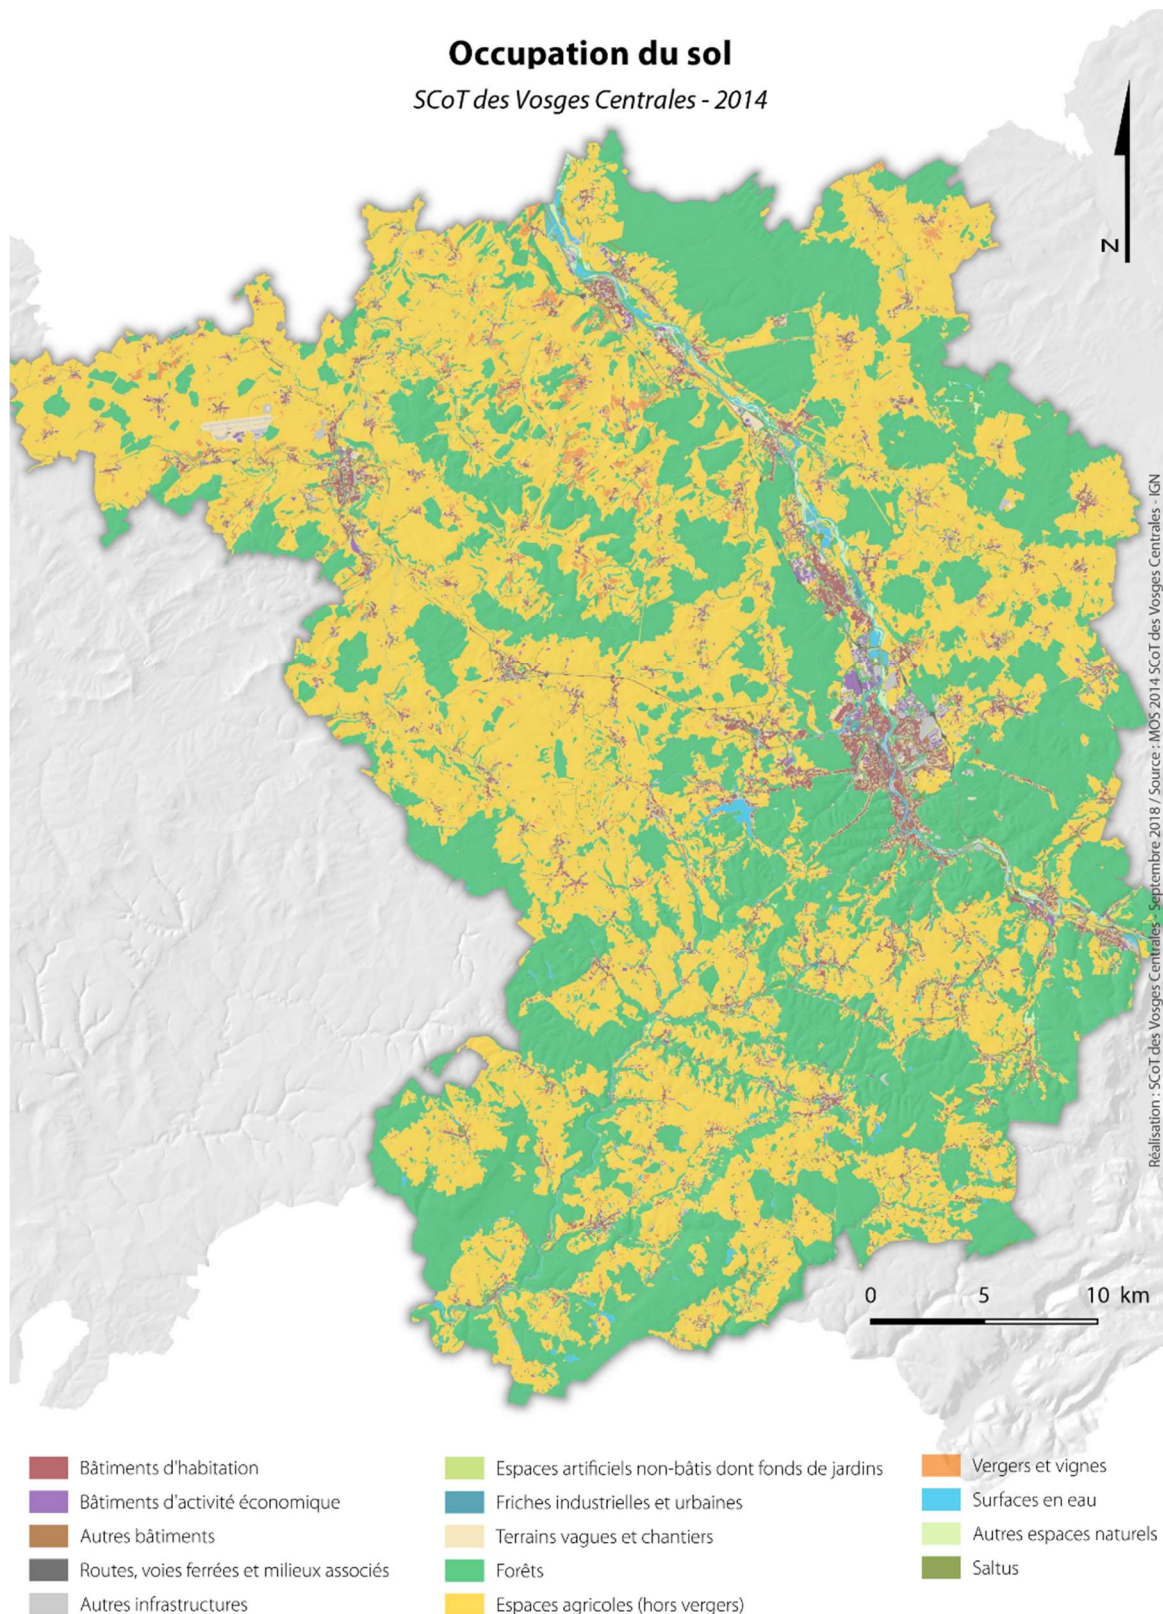 Occupation du sol
SCoT des Vosges Centrales - 2014
N
Réalisation : SCoT des Vosges Centrales - Septembre 2018 / Source : MOS 2014 SCoT des Vosges Centrales - IGN
0 5 10 km
Bâtiments d'habitation
Bâtiments d'activité économique
Autres bâtiments
Routes, voies ferrées et milieux associés
Autres infrastructures
Espaces artificiels non-bâtis dont fonds de jardins
Friches industrielles et urbaines
Terrains vagues et chantiers
Forêts
Espaces agricoles (hors vergers)
Vergers et vignes
Surfaces en eau
Autres espaces naturels
Saltus